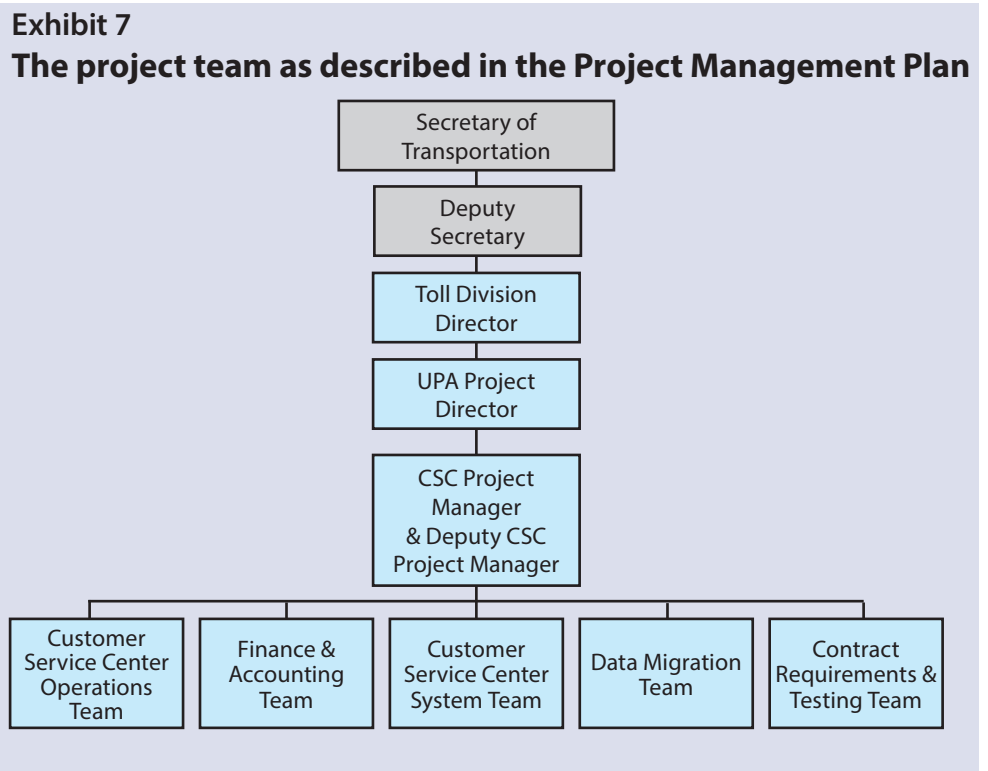 Exhibit 7
The project team as described in the Project Management Plan
Secretary of
Transportation
Deputy
Secretary
Toll Division
Director
UPA Project
Director
CSC Project
Manager
& Deputy CSC
Project Manager
Customer
Service Center
Operations
Team
Finance &
Accounting
Team
Customer
Service Center
System Team
Data Migration
Team
Contract
Requirements &
Testing Team